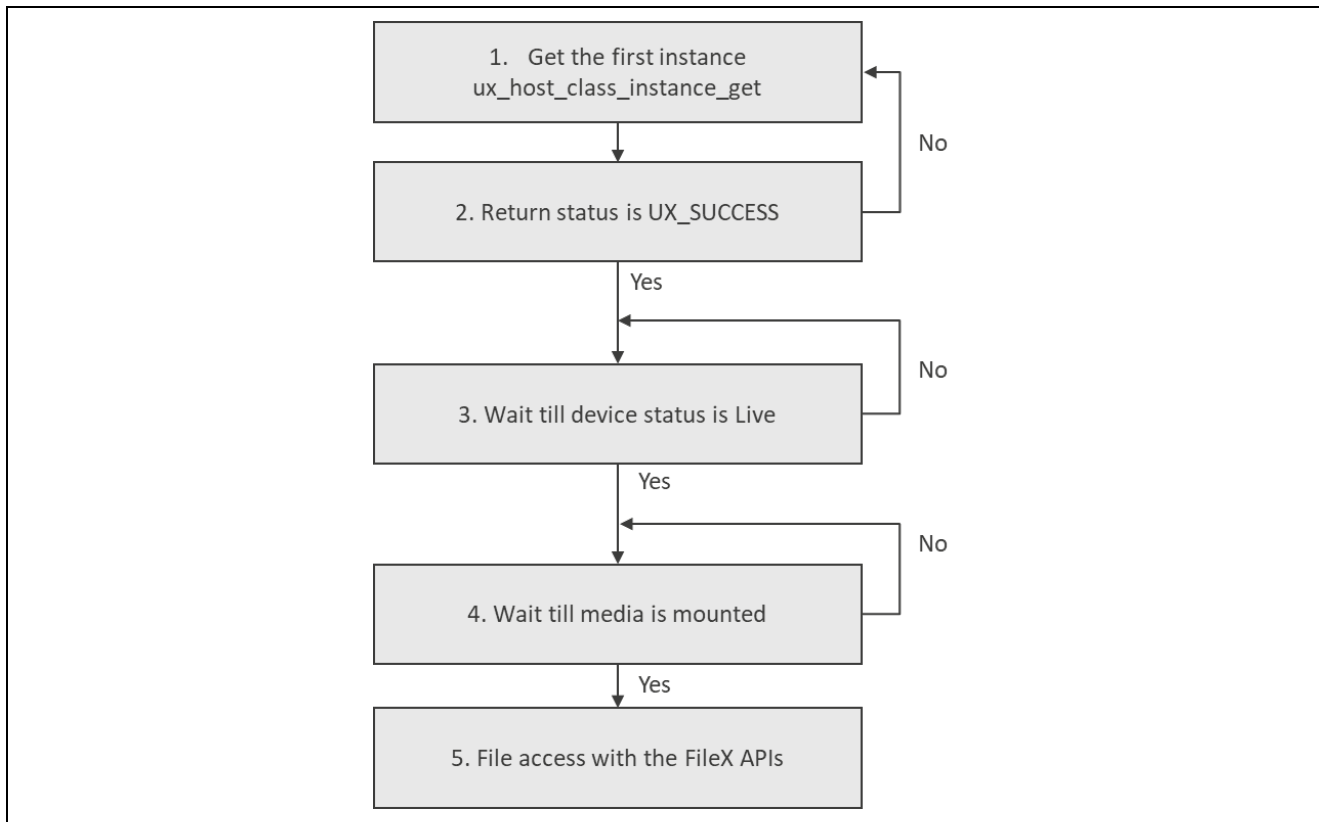 1. Get the first instance
ux_host_class_instance_get
No
2. Return status is UX_SUCCESS
Yes
No
3. Wait till device status is Live
Yes
No
4. Wait till media is mounted
Yes
5. File access with the FileX APIs